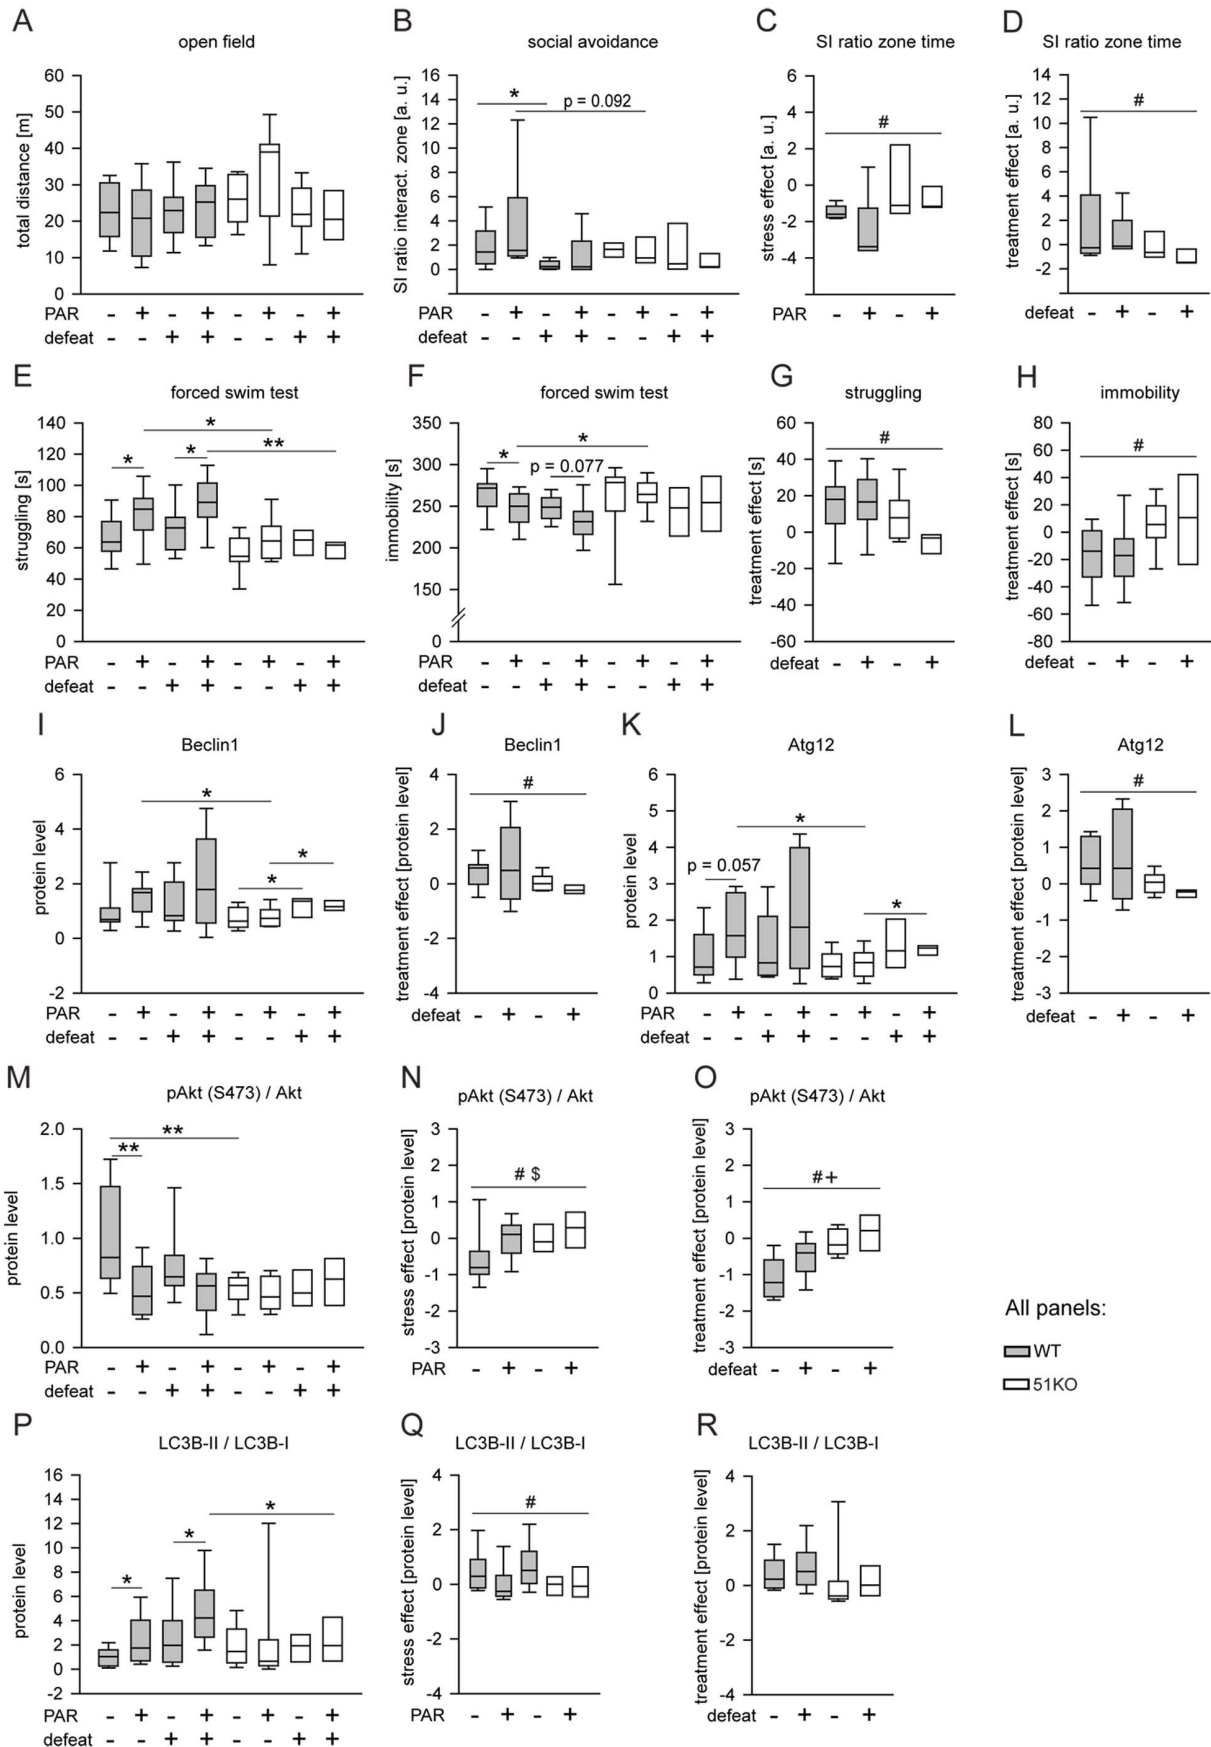 A
open field
total distance [m]
60
50
40
30
20
10
0
PAR - + - + - + - +
defeat - - + + - - + +
B
social avoidance
SI ratio interact. zone [a. u.]
16
14
12
10
8
6
4
2
0
*
p = 0.092
PAR - + - + - + - +
defeat - - + + - - + +
C
SI ratio zone time
stress effect [a. u.]
6
4
2
0
-2
-4
#
PAR - + - +
D
SI ratio zone time
treatment effect [a. u.]
14
12
10
8
6
4
2
0
-2
#
defeat - + - +
E
forced swim test
struggling [s]
140
120
100
80
60
40
20
0
*
*
*
**
PAR - + - + - + - +
defeat - - + + - - + +
F
forced swim test
immobility [s]
350
300
250
200
150
0
*
*
p = 0.077
PAR - + - + - + - +
defeat - - + + - - + +
G
struggling
treatment effect [s]
60
40
20
0
-20
-40
-60
#
defeat - + - +
H
immobility
treatment effect [s]
80
60
40
20
0
-20
-40
-60
-80
#
defeat - + - +
I
Beclin1
protein level
6
4
2
0
-2
*
*
*
PAR - + - + - + - +
defeat - - + + - - + +
J
Beclin1
treatment effect [protein level]
4
2
0
-2
-4
#
defeat - + - +
K
Atg12
protein level
6
5
4
3
2
1
0
p = 0.057
*
*
PAR - + - + - + - +
defeat - - + + - - + +
L
Atg12
treatment effect [protein level]
3
2
1
0
-1
-2
-3
#
defeat - + - +
M
pAkt (S473) / Akt
protein level
2.0
1.5
1.0
0.5
0.0
**
**
PAR - + - + - + - +
defeat - - + + - - + +
N
pAkt (S473) / Akt
stress effect [protein level]
3
2
1
0
-1
-2
-3
# $
PAR - + - +
O
pAkt (S473) / Akt
treatment effect [protein level]
3
2
1
0
-1
-2
-3
#+
defeat - + - +
All panels:
WT
51KO
P
LC3B-II / LC3B-I
protein level
16
14
12
10
8
6
4
2
0
-2
*
*
*
PAR - + - + - + - +
defeat - - + + - - + +
Q
LC3B-II / LC3B-I
stress effect [protein level]
4
2
0
-2
-4
#
PAR - + - +
R
LC3B-II / LC3B-I
treatment effect [protein level]
4
2
0
-2
-4
defeat - + - +